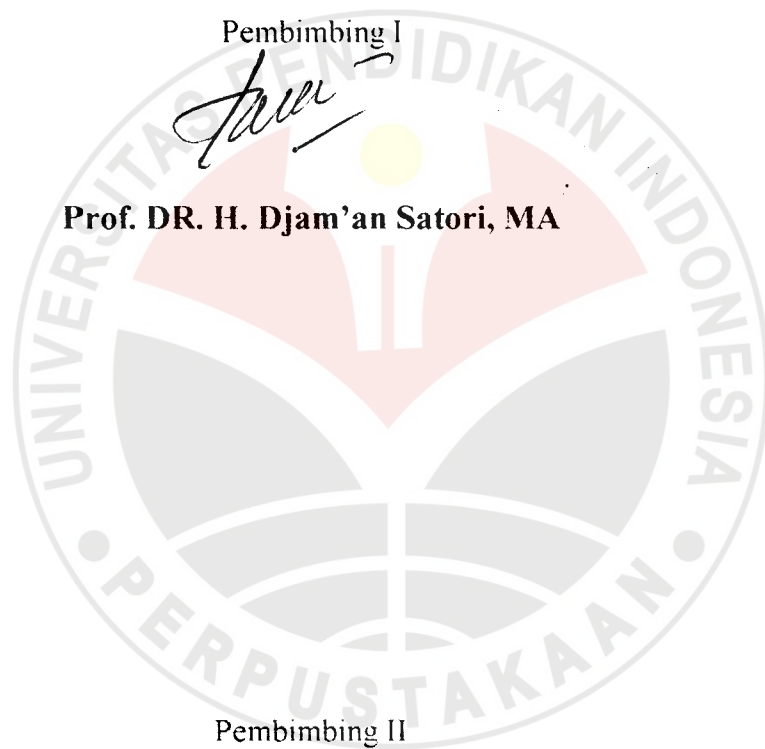 Pembimbing I
Prof. DR. H. Djam'an Satori, MA
UNIVERSITAS PENDIDIKAN INDONESIA
• PERPUSTAKAAN •
Pembimbing II